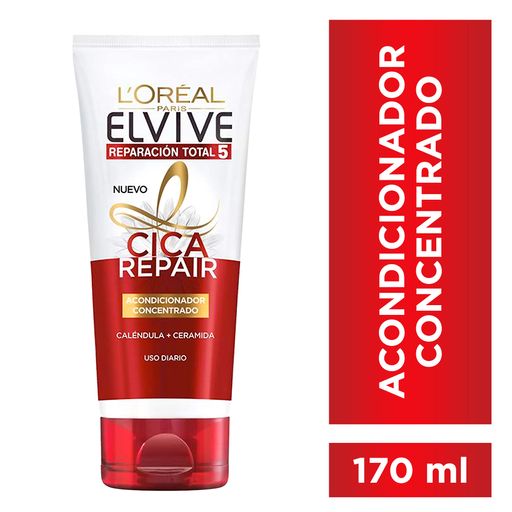 L'ORÉAL
PARIS
ELVIVE
REPARACIÓN TOTAL 5
NUEVO
CICA
REPAIR
ACONDICIONADOR
CONCENTRADO
CALÉNDULA + CERAMIDA
USO DIARIO
ACONDICIONADOR
CONCENTRADO
170 ml